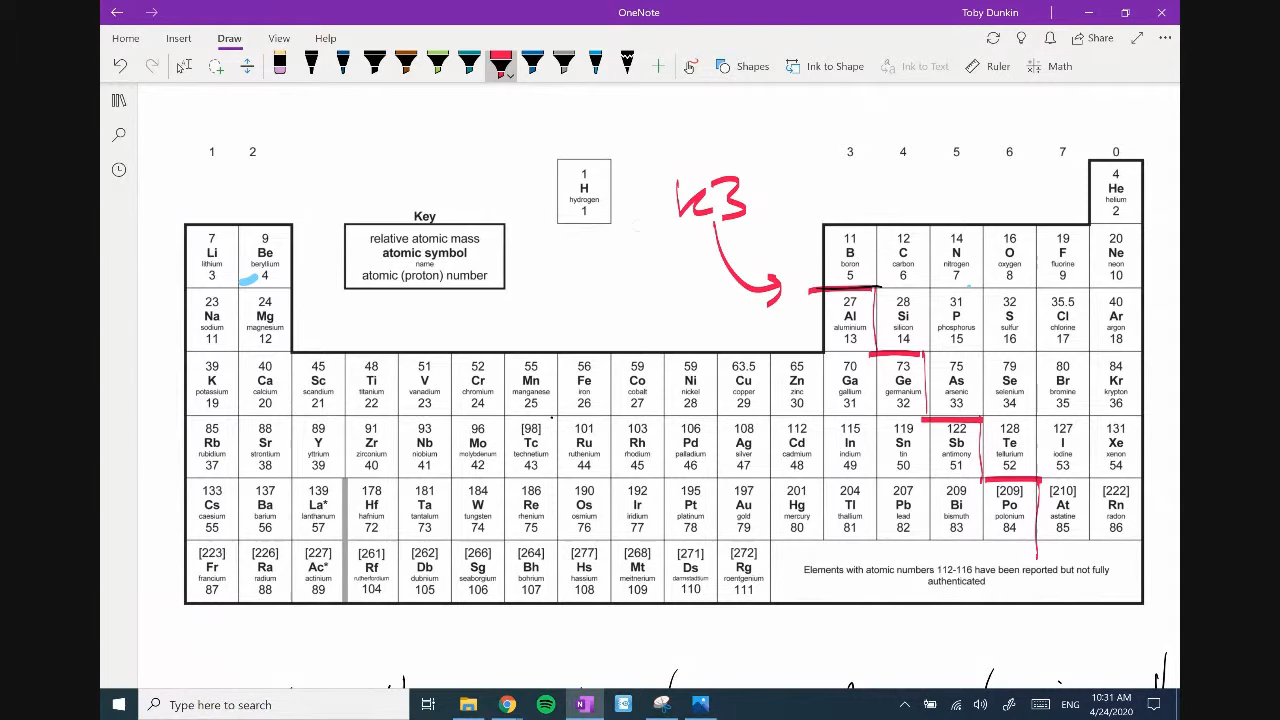 OneNote
Toby Dunkin
Home Insert Draw View Help
Share
Shapes Ink to Shape Ink to Text Ruler Math
1 2 3 4 5 6 7 0
1
H
hydrogen
1
k3
4
He
helium
2
Key
relative atomic mass
atomic symbol
name
atomic (proton) number
7 9 11 12 14 16 19 20
Li Be B C N O F Ne
lithium beryllium boron carbon nitrogen oxygen fluorine neon
3 4 5 6 7 8 9 10
23 24 27 28 31 32 35.5 40
Na Mg Al Si P S Cl Ar
sodium magnesium aluminium silicon phosphorus sulfur chlorine argon
11 12 13 14 15 16 17 18
39 40 45 48 51 52 55 56 59 59 63.5 65 70 73 75 79 80 84
K Ca Sc Ti V Cr Mn Fe Co Ni Cu Zn Ga Ge As Se Br Kr
potassium calcium scandium titanium vanadium chromium manganese iron cobalt nickel copper zinc gallium germanium arsenic selenium bromine krypton
19 20 21 22 23 24 25 26 27 28 29 30 31 32 33 34 35 36
85 88 89 91 93 96 [98] 101 103 106 108 112 115 119 122 128 127 131
Rb Sr Y Zr Nb Mo Tc Ru Rh Pd Ag Cd In Sn Sb Te I Xe
rubidium strontium yttrium zirconium niobium molybdenum technetium ruthenium rhodium palladium silver cadmium indium tin antimony tellurium iodine xenon
37 38 39 40 41 42 43 44 45 46 47 48 49 50 51 52 53 54
133 137 139 178 181 184 186 190 192 195 197 201 204 207 209 [209] [210] [222]
Cs Ba La* Hf Ta W Re Os Ir Pt Au Hg Tl Pb Bi Po At Rn
caesium barium lanthanum hafnium tantalum tungsten rhenium osmium iridium platinum gold mercury thallium lead bismuth polonium astatine radon
55 56 57 72 73 74 75 76 77 78 79 80 81 82 83 84 85 86
[223] [226] [227] [261] [262] [266] [264] [277] [268] [271] [272]
Fr Ra Ac* Rf Db Sg Bh Hs Mt Ds Rg
francium radium actinium rutherfordium dubnium seaborgium bohrium hassium meitnerium darmstadtium roentgenium
87 88 89 104 105 106 107 108 109 110 111
Elements with atomic numbers 112-116 have been reported but not fully
authenticated
Type here to search
ENG
10:31 AM
4/24/2020